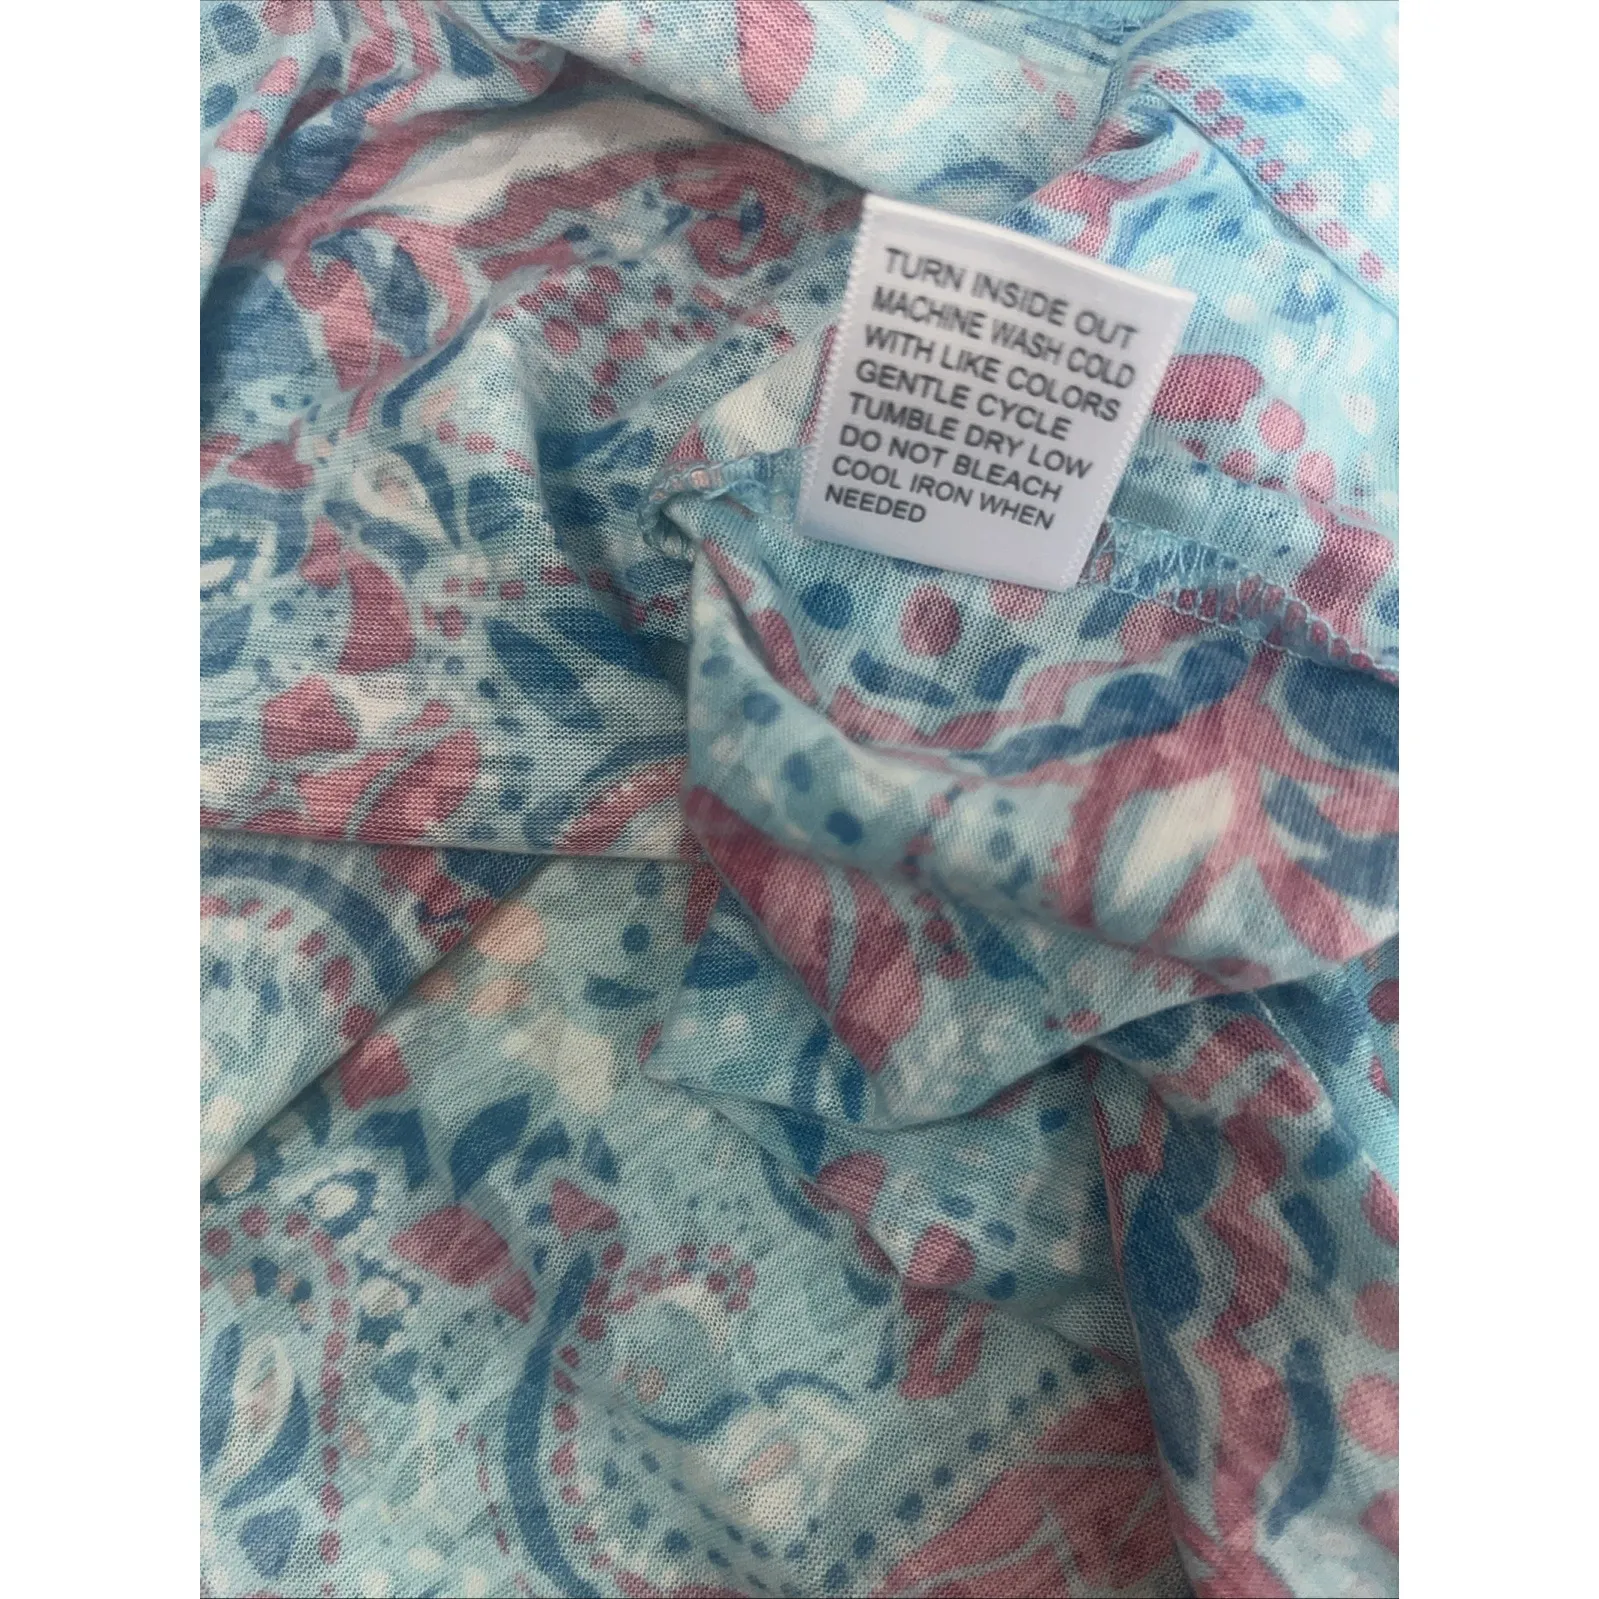 TURN INSIDE OUT
MACHINE WASH COLD
WITH LIKE COLORS
GENTLE CYCLE
TUMBLE DRY LOW
DO NOT BLEACH
COOL IRON WHEN
NEEDED